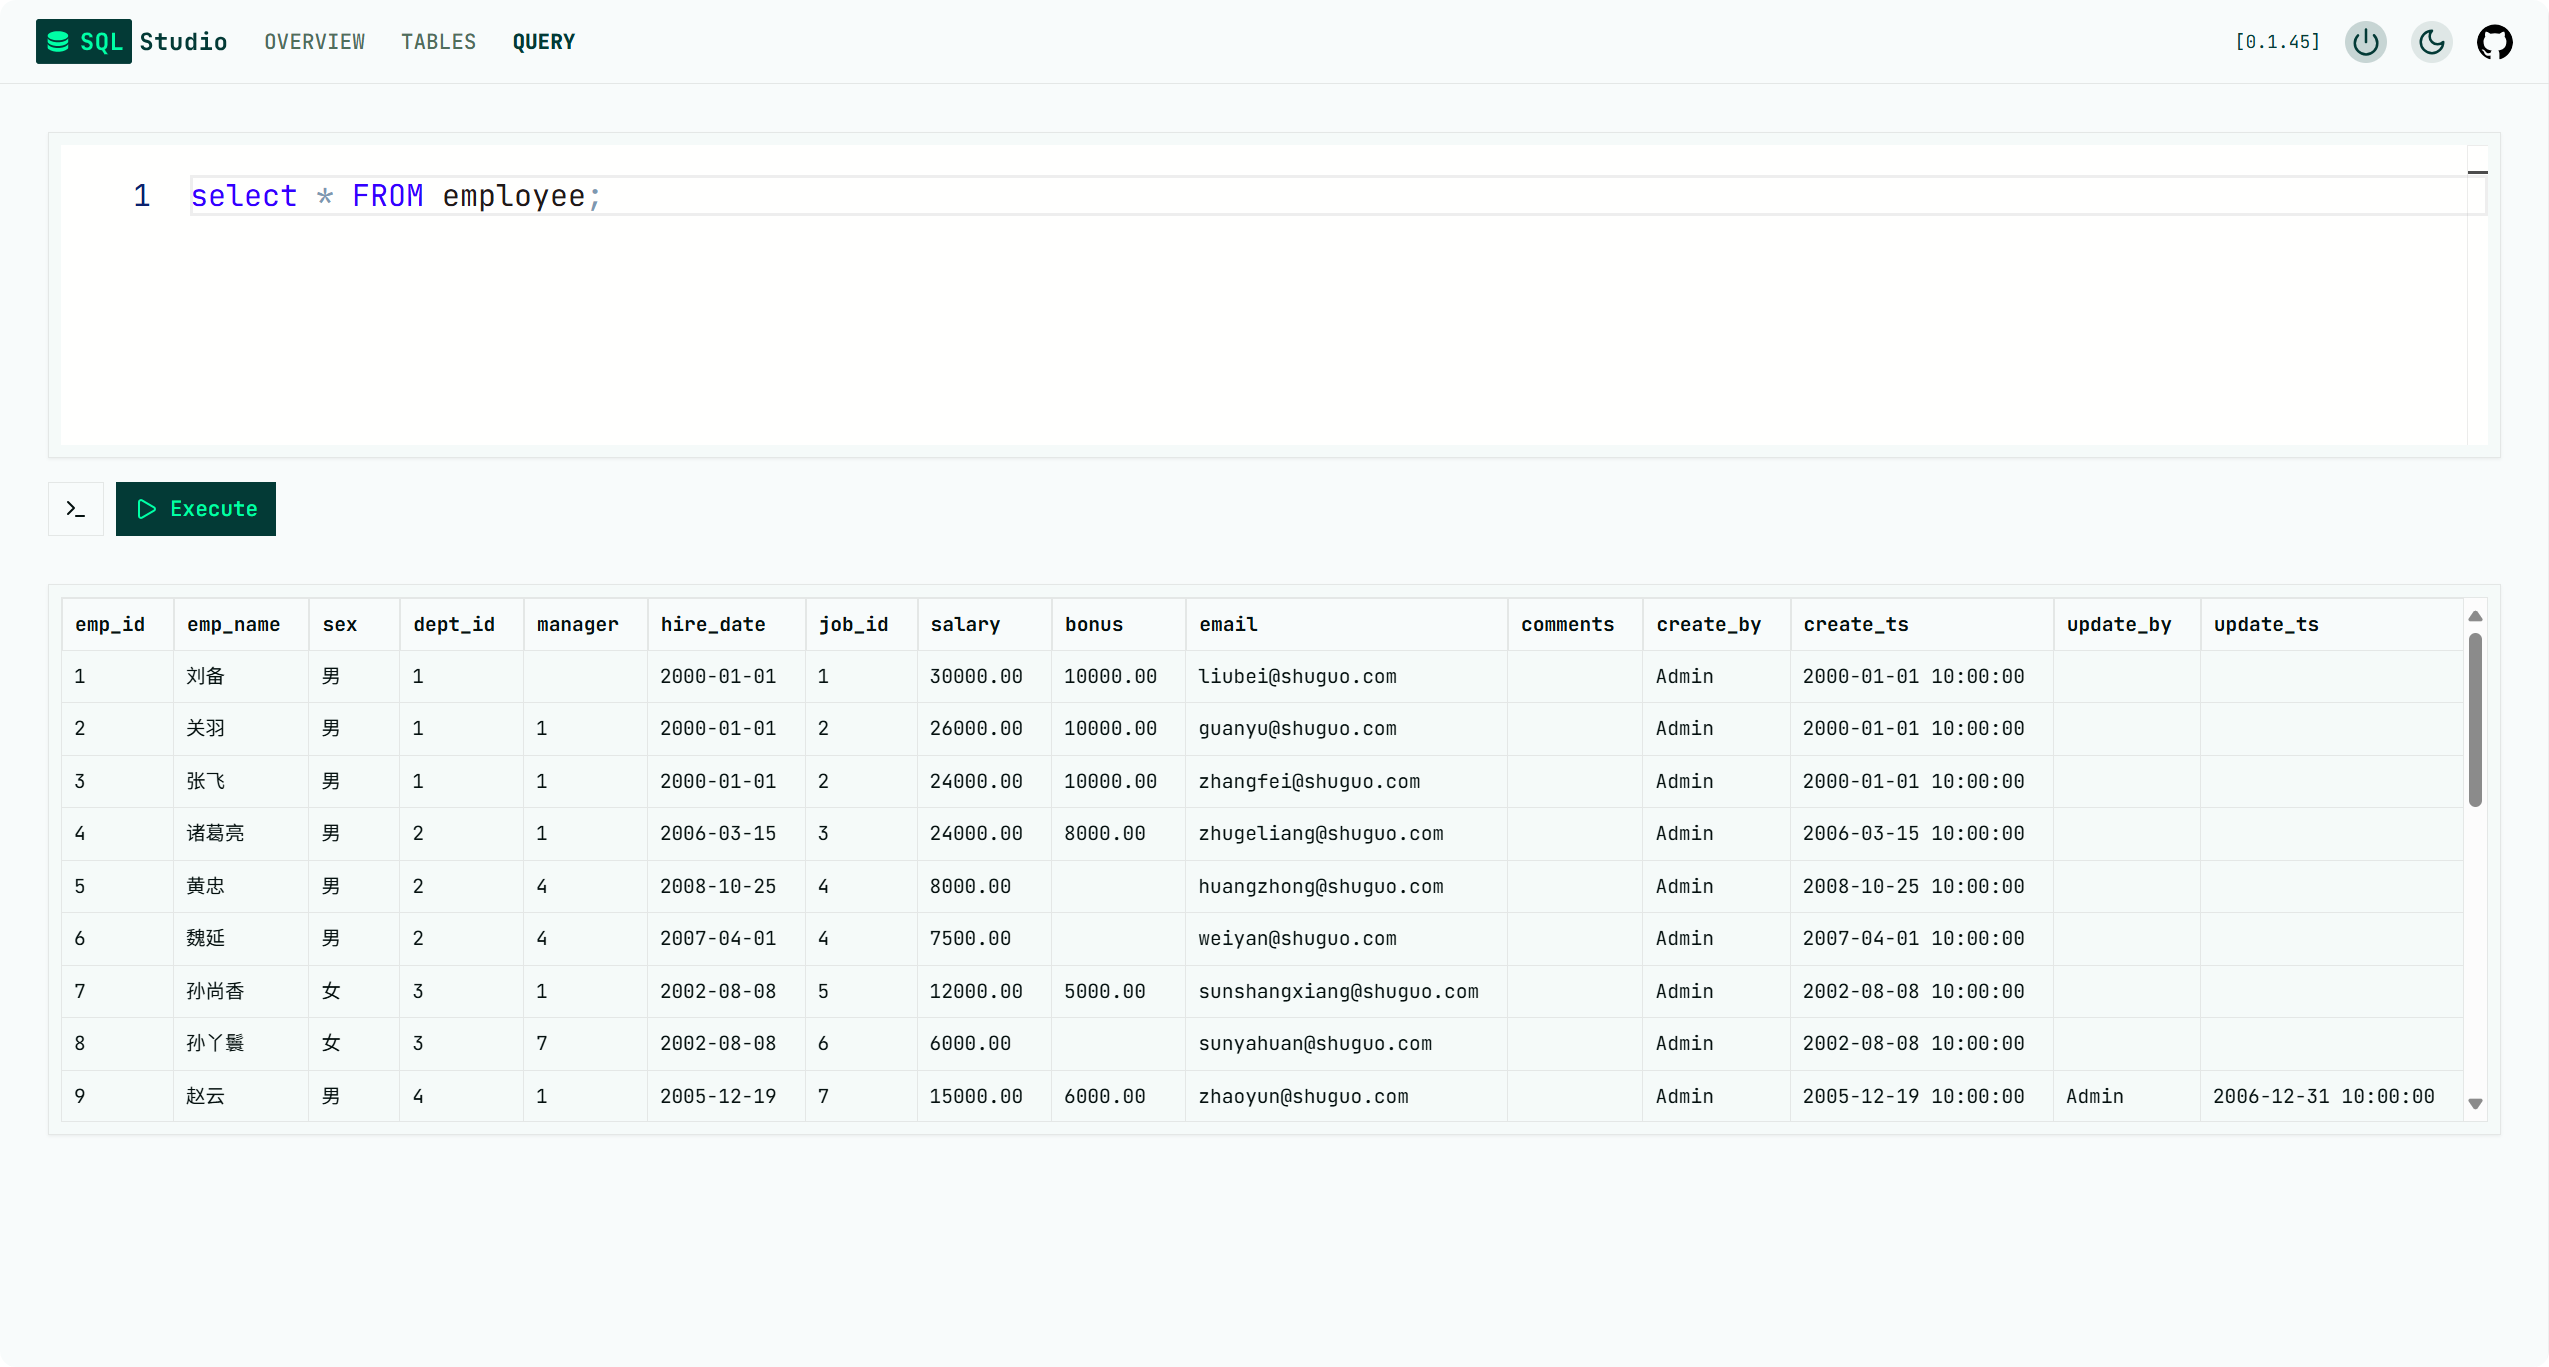 SQL Studio OVERVIEW TABLES QUERY [0.1.45]
1 select * FROM employee;
Execute
emp_id emp_name sex dept_id manager hire_date job_id salary bonus email comments create_by create_ts update_by update_ts
1 刘备 男 1 2000-01-01 1 30000.00 10000.00 liubei@shuguo.com Admin 2000-01-01 10:00:00
2 关羽 男 1 1 2000-01-01 2 26000.00 10000.00 guanyu@shuguo.com Admin 2000-01-01 10:00:00
3 张飞 男 1 1 2000-01-01 2 24000.00 10000.00 zhangfei@shuguo.com Admin 2000-01-01 10:00:00
4 诸葛亮 男 2 1 2006-03-15 3 24000.00 8000.00 zhugeliang@shuguo.com Admin 2006-03-15 10:00:00
5 黄忠 男 2 4 2008-10-25 4 8000.00 huangzhong@shuguo.com Admin 2008-10-25 10:00:00
6 魏延 男 2 4 2007-04-01 4 7500.00 weiyan@shuguo.com Admin 2007-04-01 10:00:00
7 孙尚香 女 3 1 2002-08-08 5 12000.00 5000.00 sunshangxiang@shuguo.com Admin 2002-08-08 10:00:00
8 孙丫鬟 女 3 7 2002-08-08 6 6000.00 sunyahuan@shuguo.com Admin 2002-08-08 10:00:00
9 赵云 男 4 1 2005-12-19 7 15000.00 6000.00 zhaoyun@shuguo.com Admin 2005-12-19 10:00:00 Admin 2006-12-31 10:00:00